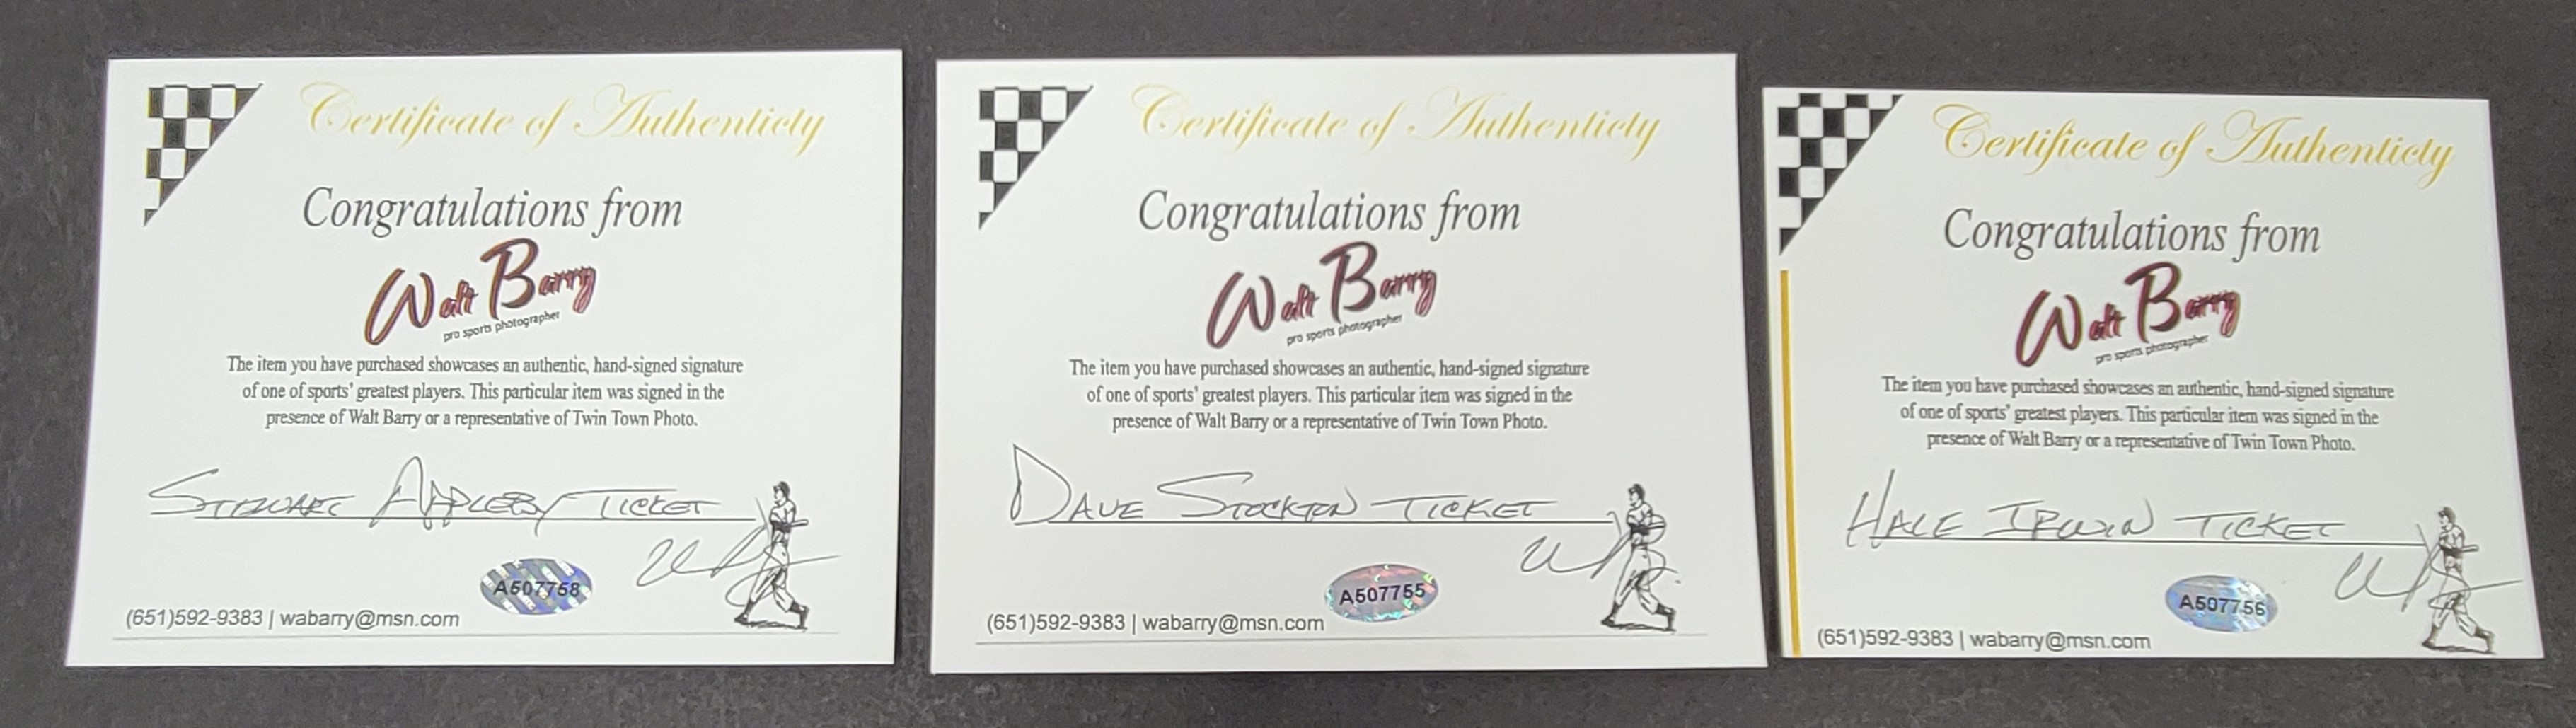 Certificate of Authenticty
Congratulations from
Walt Barry
pro sports photographer
The item you have purchased showcases an authentic, hand-signed signature
of one of sports' greatest players. This particular item was signed in the
presence of Walt Barry or a representative of Twin Town Photo.
STEWART APPLEBY TICKET
A507758
(651)592-9383 | wabarry@msn.com
Certificate of Authenticty
Congratulations from
Walt Barry
pro sports photographer
The item you have purchased showcases an authentic, hand-signed signature
of one of sports' greatest players. This particular item was signed in the
presence of Walt Barry or a representative of Twin Town Photo.
DAVE STOCKTON TICKET
A507755
(651)592-9383 | wabarry@msn.com
Certificate of Authenticty
Congratulations from
Walt Barry
pro sports photographer
The item you have purchased showcases an authentic, hand-signed signature
of one of sports' greatest players. This particular item was signed in the
presence of Walt Barry or a representative of Twin Town Photo.
HALE IRWIN TICKET
A507756
(651)592-9383 | wabarry@msn.com